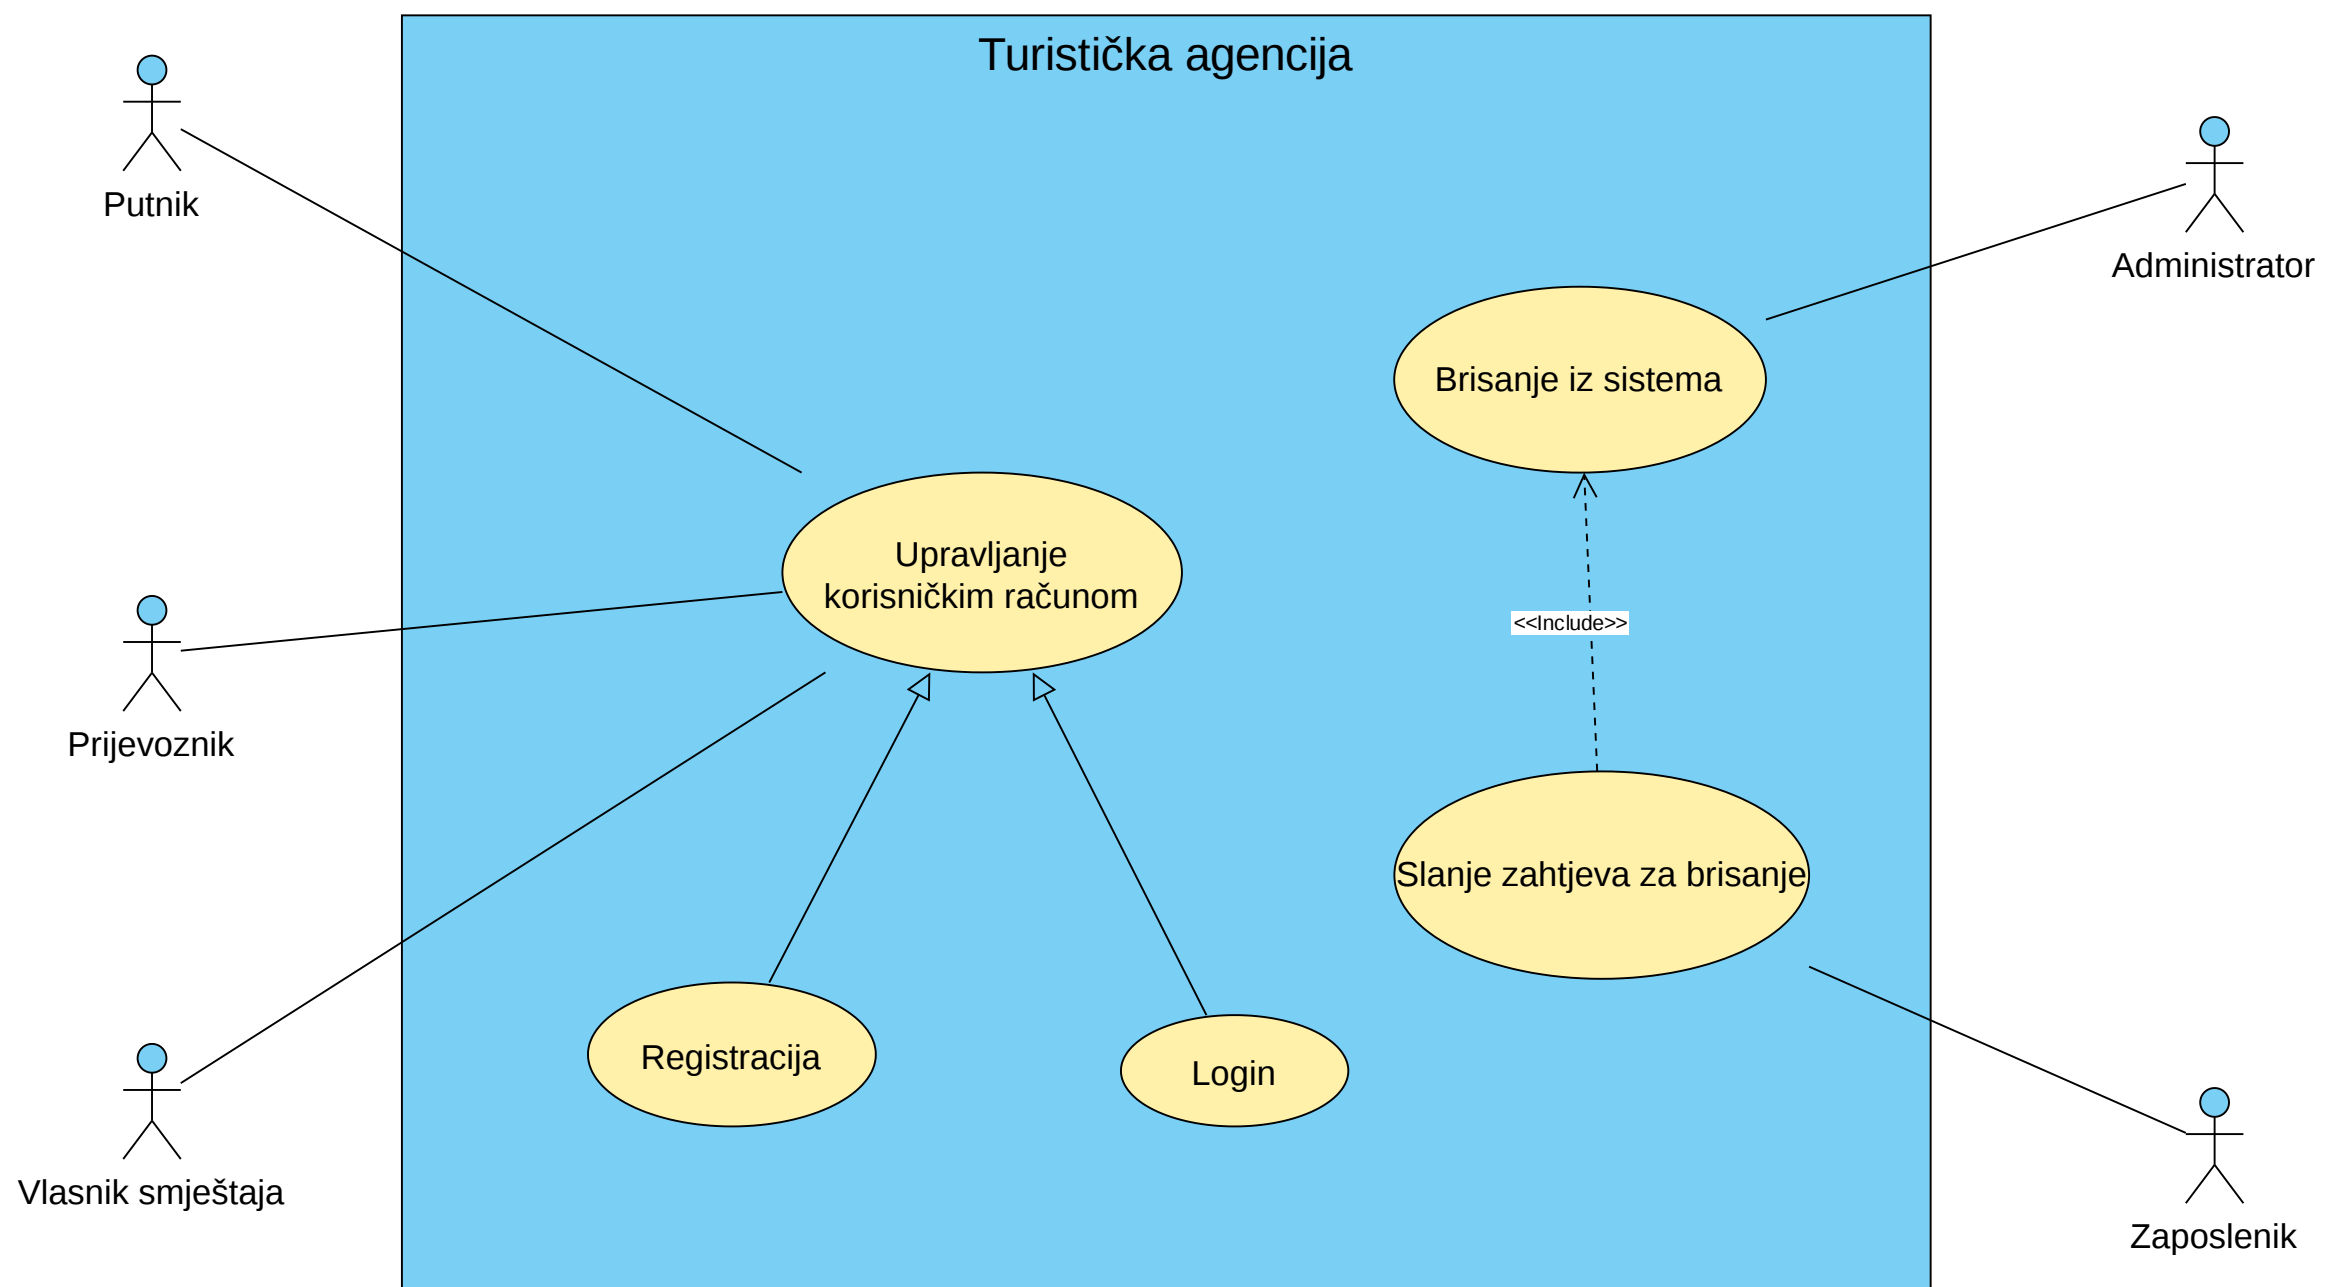 Turistička agencija
Putnik
Administrator
Brisanje iz sistema
Upravljanje
korisničkim računom
<<Include>>
Prijevoznik
Slanje zahtjeva za brisanje
Registracija
Login
Vlasnik smještaja
Zaposlenik